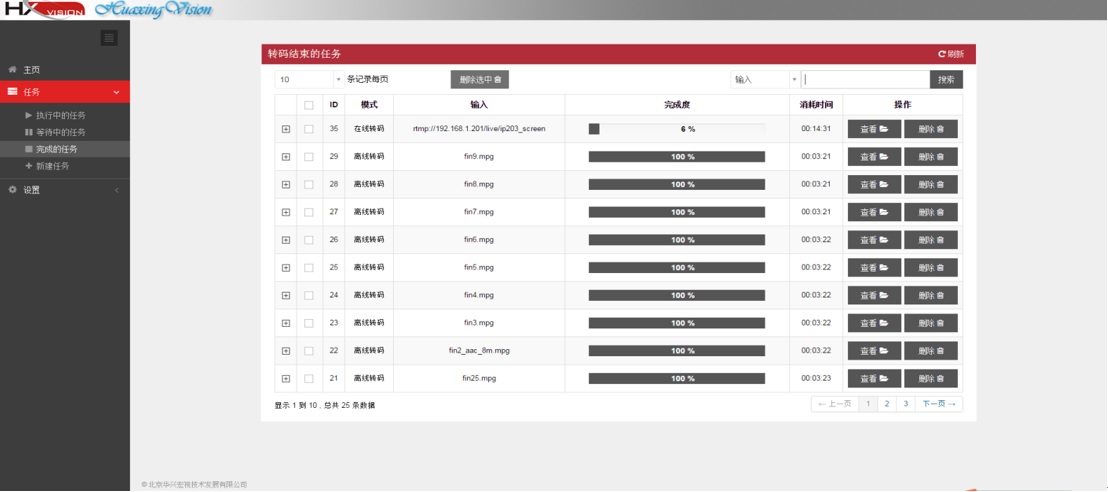 HX VISION Huaxing Vision
主页
任务
执行中的任务
等待中的任务
完成的任务
新建任务
设置
转码结束的任务 刷新
10 条记录每页 删除选中 输入 搜索
ID 模式 输入 完成度 消耗时间 操作
35 在线转码 rtmp://192.168.1.201/live/ip203_screen 6 % 00:14:31 查看 删除
29 离线转码 fin9.mpg 100 % 00:03:21 查看 删除
28 离线转码 fin8.mpg 100 % 00:03:21 查看 删除
27 离线转码 fin7.mpg 100 % 00:03:21 查看 删除
26 离线转码 fin6.mpg 100 % 00:03:22 查看 删除
25 离线转码 fin5.mpg 100 % 00:03:22 查看 删除
24 离线转码 fin4.mpg 100 % 00:03:22 查看 删除
23 离线转码 fin3.mpg 100 % 00:03:22 查看 删除
22 离线转码 fin2_aac_8m.mpg 100 % 00:03:22 查看 删除
21 离线转码 fin25.mpg 100 % 00:03:23 查看 删除
显示 1 到 10 , 总共 25 条数据 ← 上一页 1 2 3 下一页 →
© 北京华兴宏视技术发展有限公司